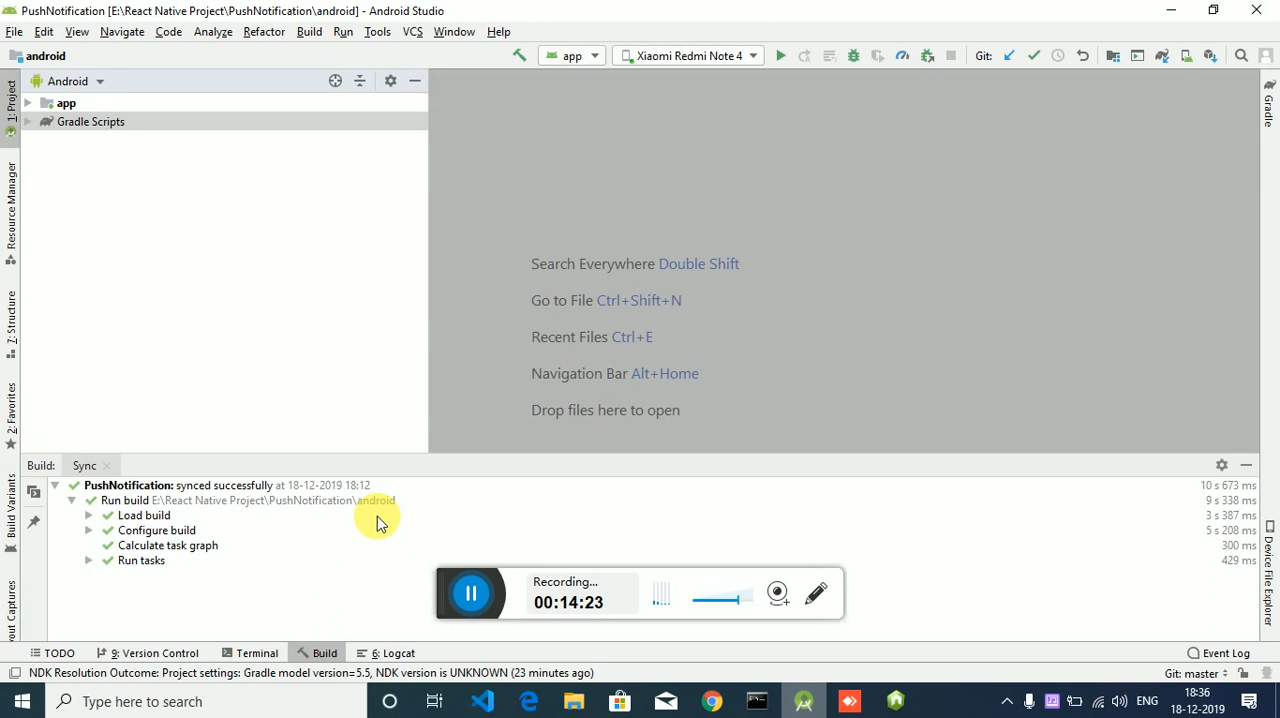 PushNotification [E:\React Native Project\PushNotification\android] - Android Studio
File Edit View Navigate Code Analyze Refactor Build Run Tools VCS Window Help
android app Xiaomi Redmi Note 4 Git:
Android
app
Gradle Scripts
1: Project
Resource Manager
Z: Structure
2: Favorites
Build Variants
Gradle
Device File Explorer
Search Everywhere Double Shift
Go to File Ctrl+Shift+N
Recent Files Ctrl+E
Navigation Bar Alt+Home
Drop files here to open
Build: Sync
PushNotification: synced successfully at 18-12-2019 18:12 10 s 673 ms
Run build E:\React Native Project\PushNotification\android 9 s 338 ms
Load build 3 s 387 ms
Configure build 5 s 208 ms
Calculate task graph 300 ms
Run tasks 429 ms
Recording...
00:14:23
TODO 9: Version Control Terminal Build 6: Logcat Event Log
NDK Resolution Outcome: Project settings: Gradle model version=5.5, NDK version is UNKNOWN (23 minutes ago) Git: master
Type here to search ENG 18:36
18-12-2019